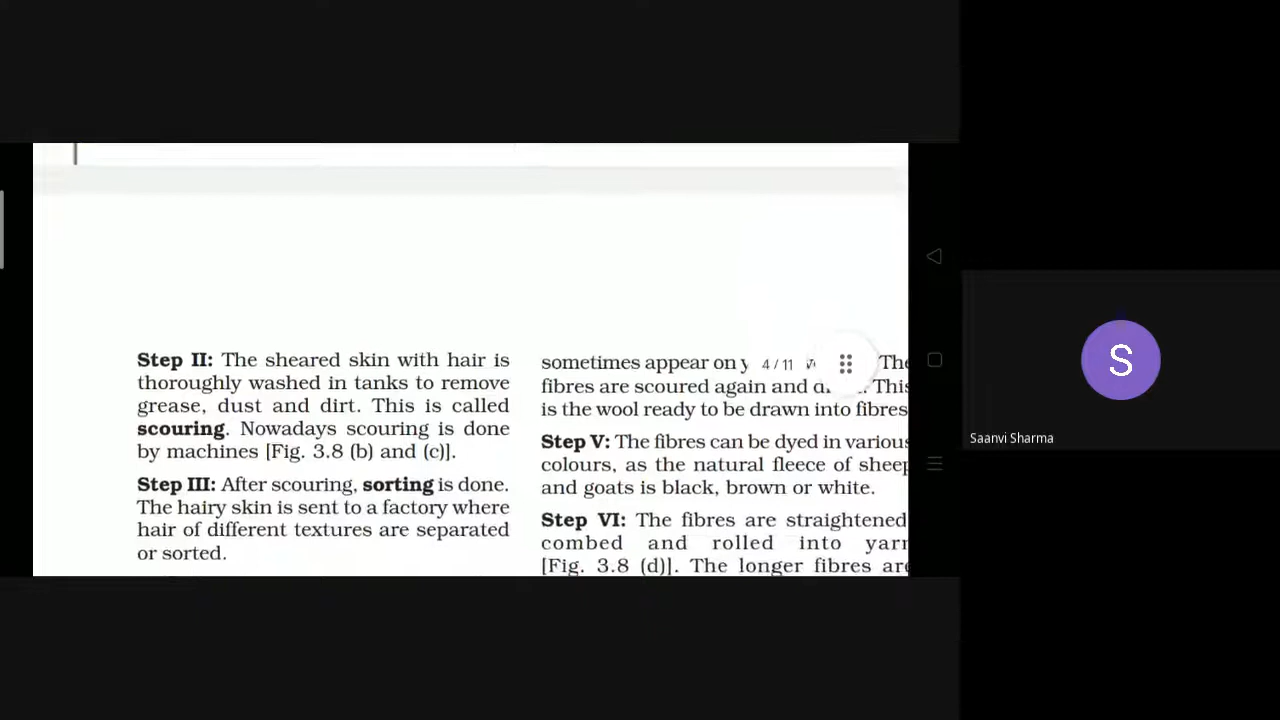 Step II: The sheared skin with hair is
thoroughly washed in tanks to remove
grease, dust and dirt. This is called
scouring. Nowadays scouring is done
by machines [Fig. 3.8 (b) and (c)].
Step III: After scouring, sorting is done.
The hairy skin is sent to a factory where
hair of different textures are separated
or sorted.
sometimes appear on The
fibres are scoured again and This
is the wool ready to be drawn into fibres
Step V: The fibres can be dyed in various
colours, as the natural fleece of sheep
and goats is black, brown or white.
Step VI: The fibres are straightened
combed and rolled into yarn
[Fig. 3.8 (d)]. The longer fibres are
4 / 11
S
Saanvi Sharma